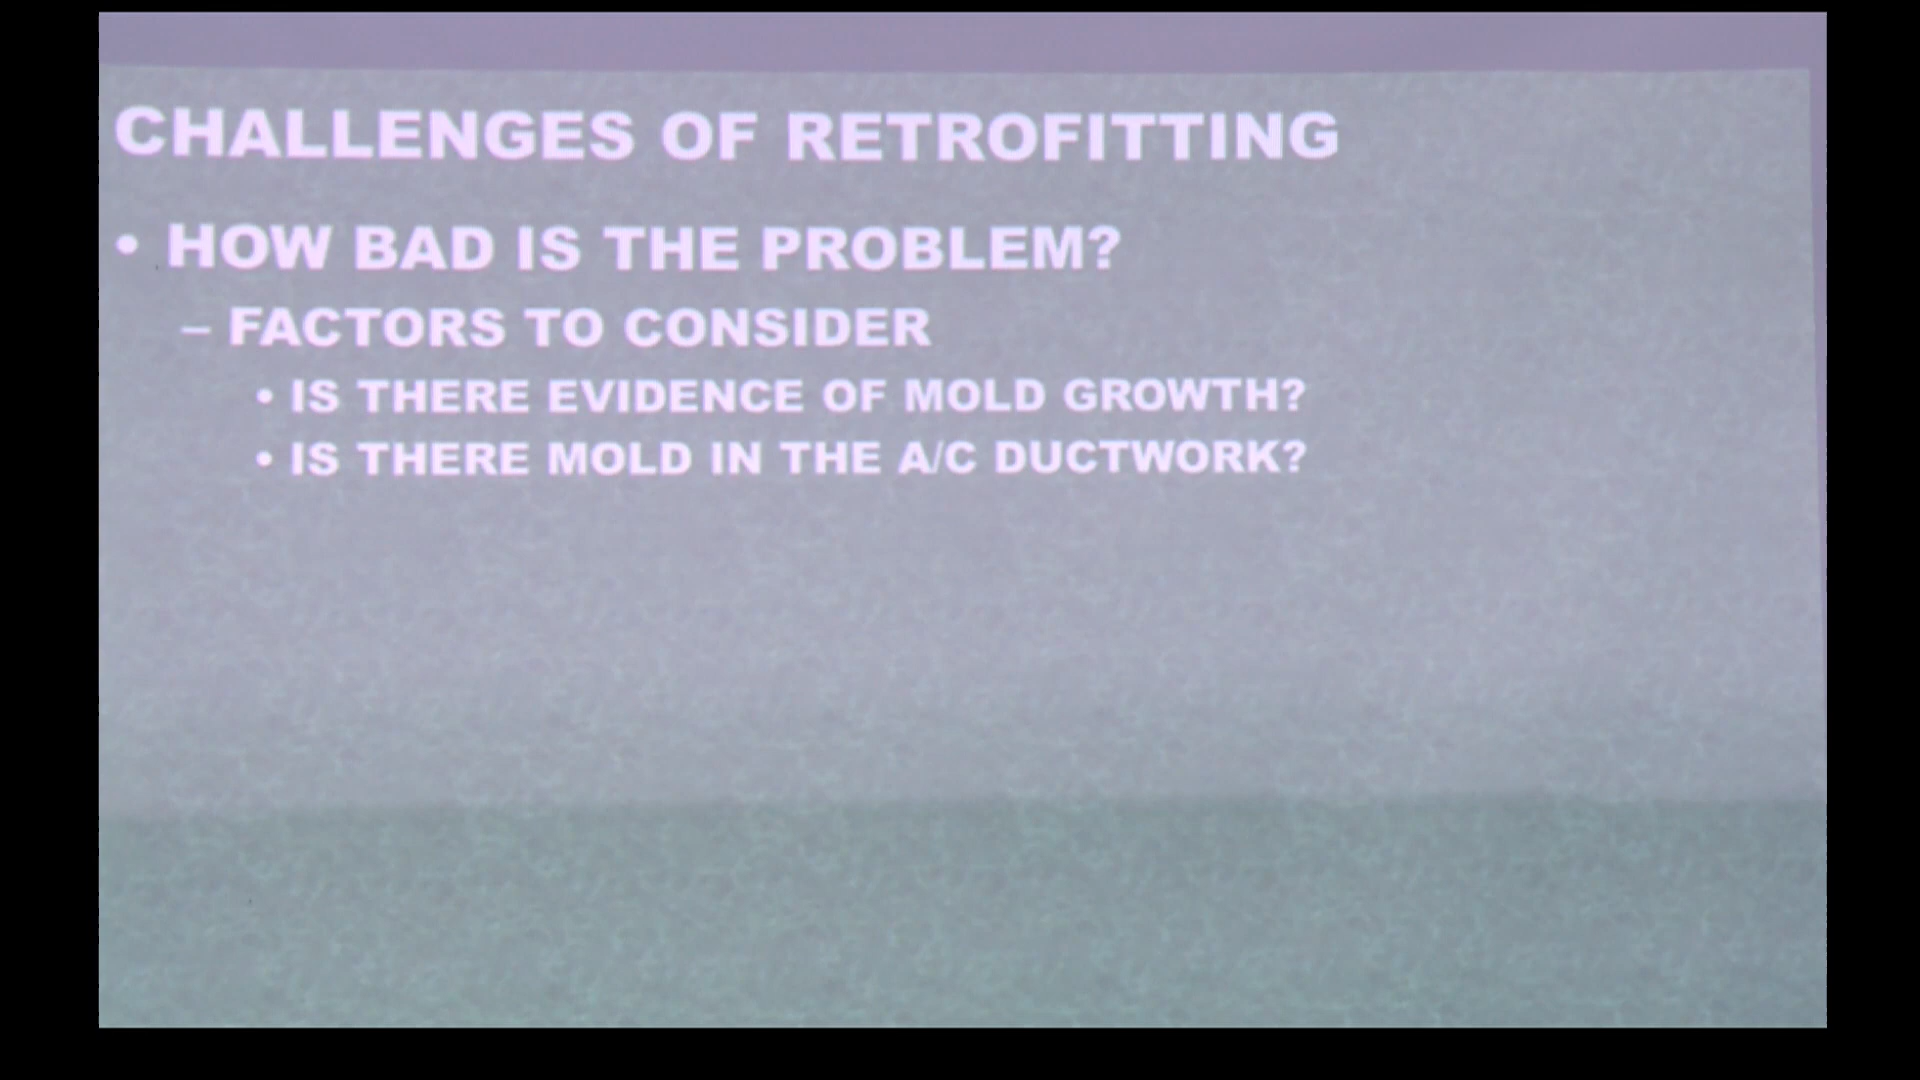 CHALLENGES OF RETROFITTING
• HOW BAD IS THE PROBLEM?
– FACTORS TO CONSIDER
• IS THERE EVIDENCE OF MOLD GROWTH?
• IS THERE MOLD IN THE A/C DUCTWORK?